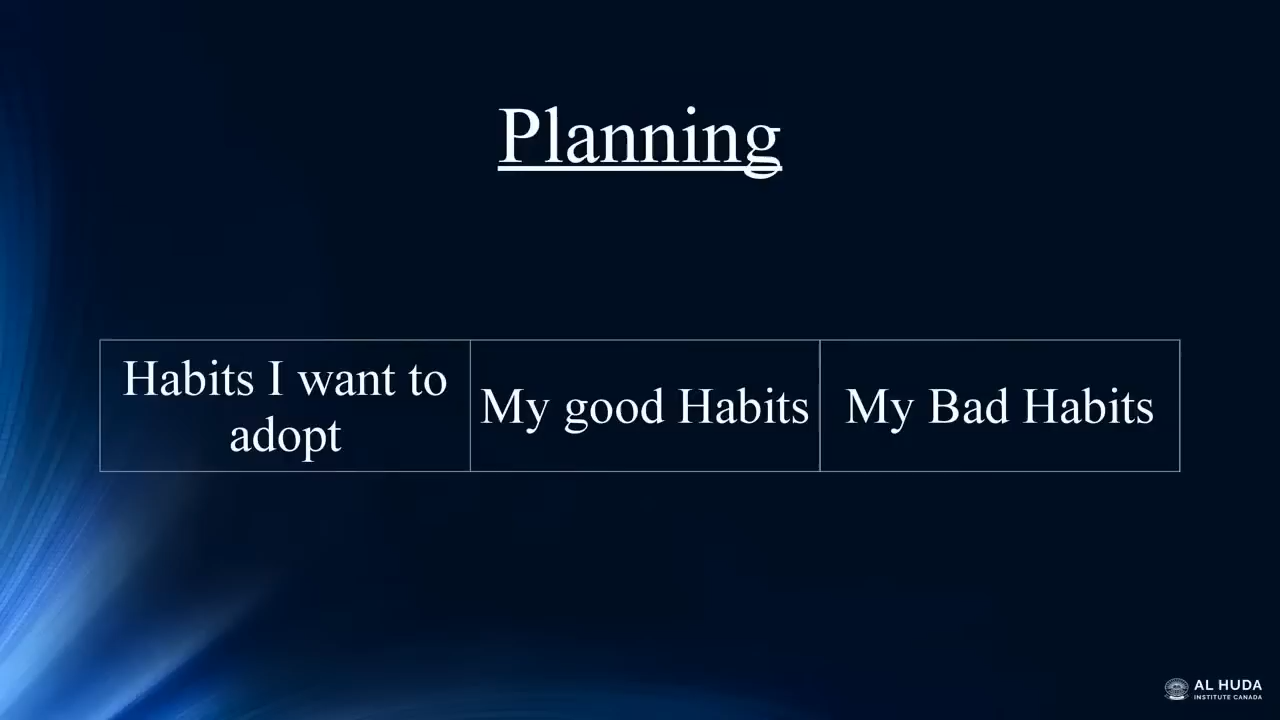 Planning
Habits I want to
adopt
My good Habits
My Bad Habits
AL HUDA
INSTITUTE CANADA